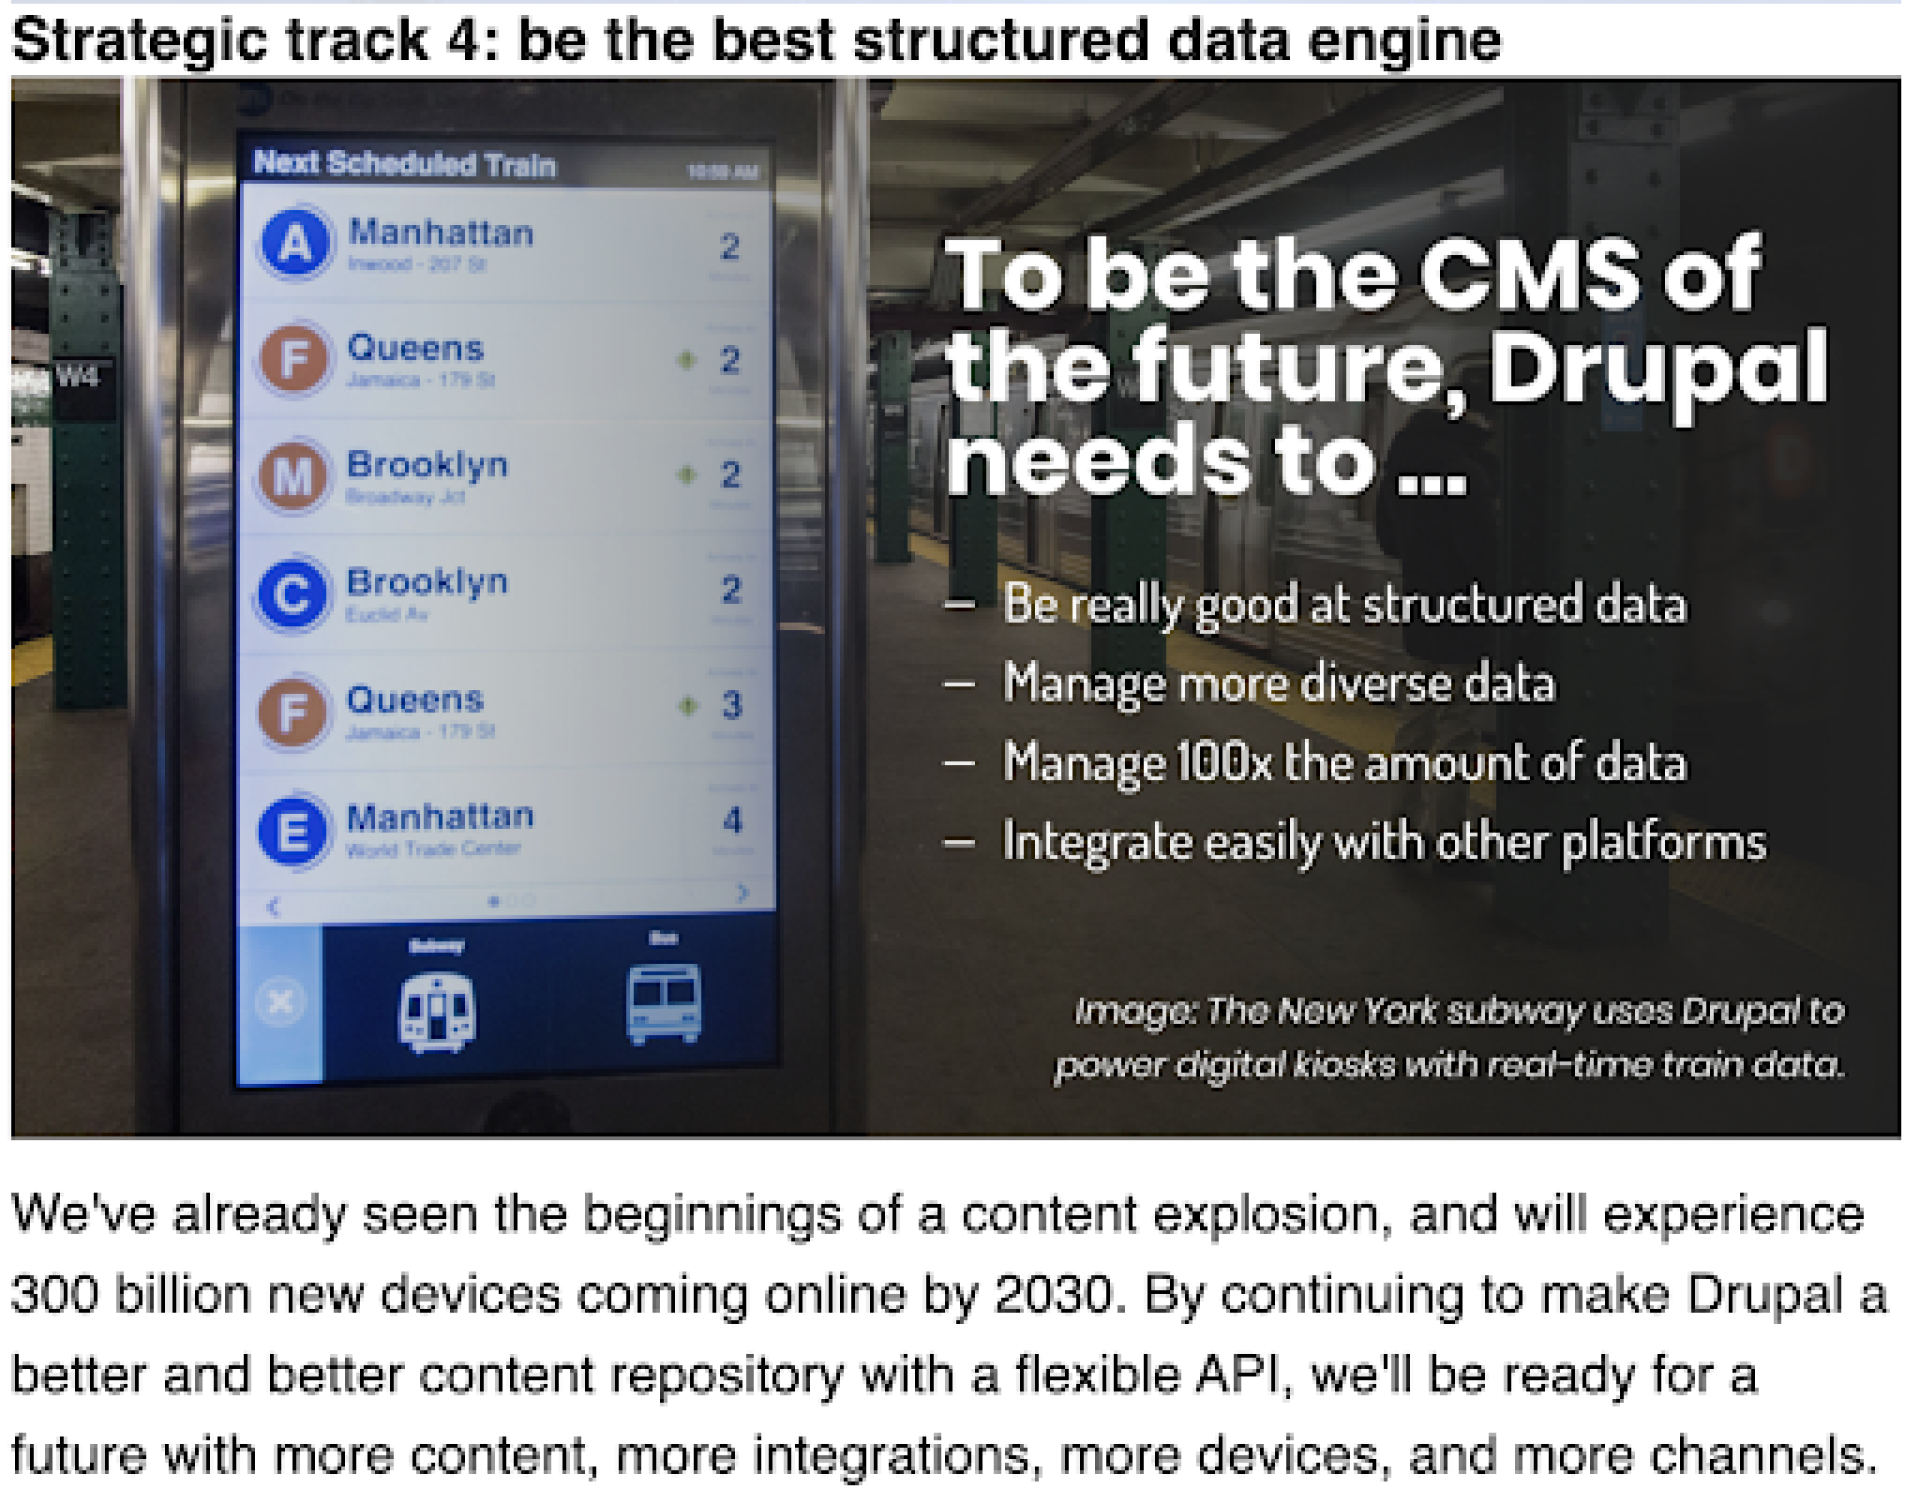 Strategic track 4: be the best structured data engine
Next Scheduled Train
10:59 AM
A Manhattan 2
Inwood - 207 St
F Queens + 2
Jamaica - 179 St
M Brooklyn + 2
Broadway Jct
C Brooklyn 2
Euclid Av
F Queens + 3
Jamaica - 179 St
E Manhattan 4
World Trade Center
Subway Bus
W4
To be the CMS of
the future, Drupal
needs to ...
– Be really good at structured data
– Manage more diverse data
– Manage 100x the amount of data
– Integrate easily with other platforms
Image: The New York subway uses Drupal to
power digital kiosks with real-time train data.
We've already seen the beginnings of a content explosion, and will experience
300 billion new devices coming online by 2030. By continuing to make Drupal a
better and better content repository with a flexible API, we'll be ready for a
future with more content, more integrations, more devices, and more channels.